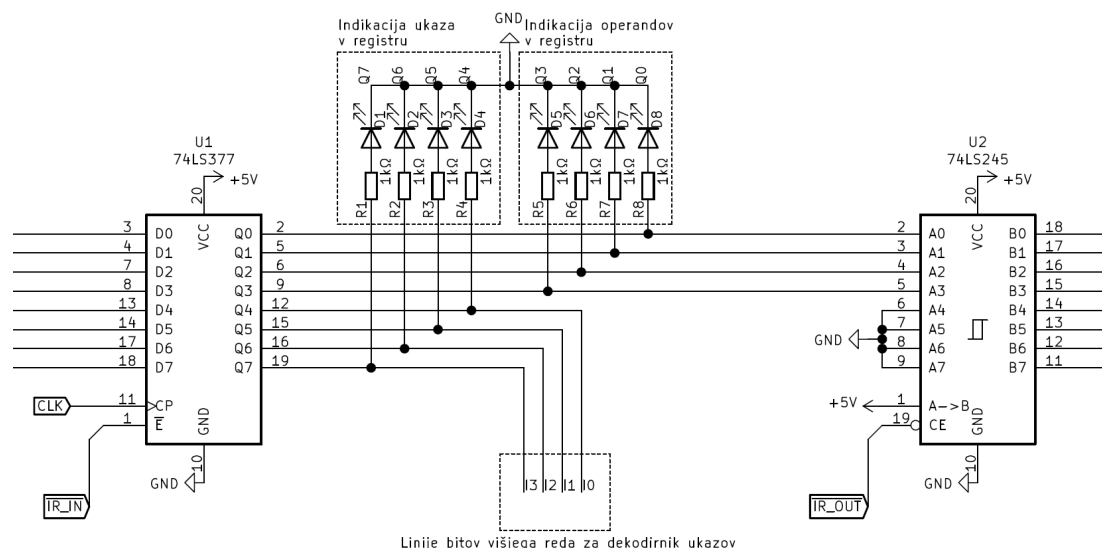 Indikacija ukaza
v registru
GND
Indikacija operandov
v registru
Q7
Q6
Q5
Q4
Q3
Q2
Q1
Q0
D1
D2
D3
D4
D5
D6
D7
D8
1kΩ
1kΩ
1kΩ
1kΩ
1kΩ
1kΩ
1kΩ
1kΩ
R1
R2
R3
R4
R5
R6
R7
R8
U1
74LS377
+5V
20
VCC
3 D0 Q0 2
4 D1 Q1 5
7 D2 Q2 6
8 D3 Q3 9
13 D4 Q4 12
14 D5 Q5 15
17 D6 Q6 16
18 D7 Q7 19
CLK 11 CP
1 E
GND
10
GND
IR_IN
U2
74LS245
+5V
20
VCC
2 A0 B0 18
3 A1 B1 17
4 A2 B2 16
5 A3 B3 15
6 A4 B4 14
7 A5 B5 13
8 A6 B6 12
9 A7 B7 11
GND
+5V 1 A->B
19 CE
GND
10
GND
IR_OUT
I3 I2 I1 I0
Linije bitov višjega reda za dekodirnik ukazov